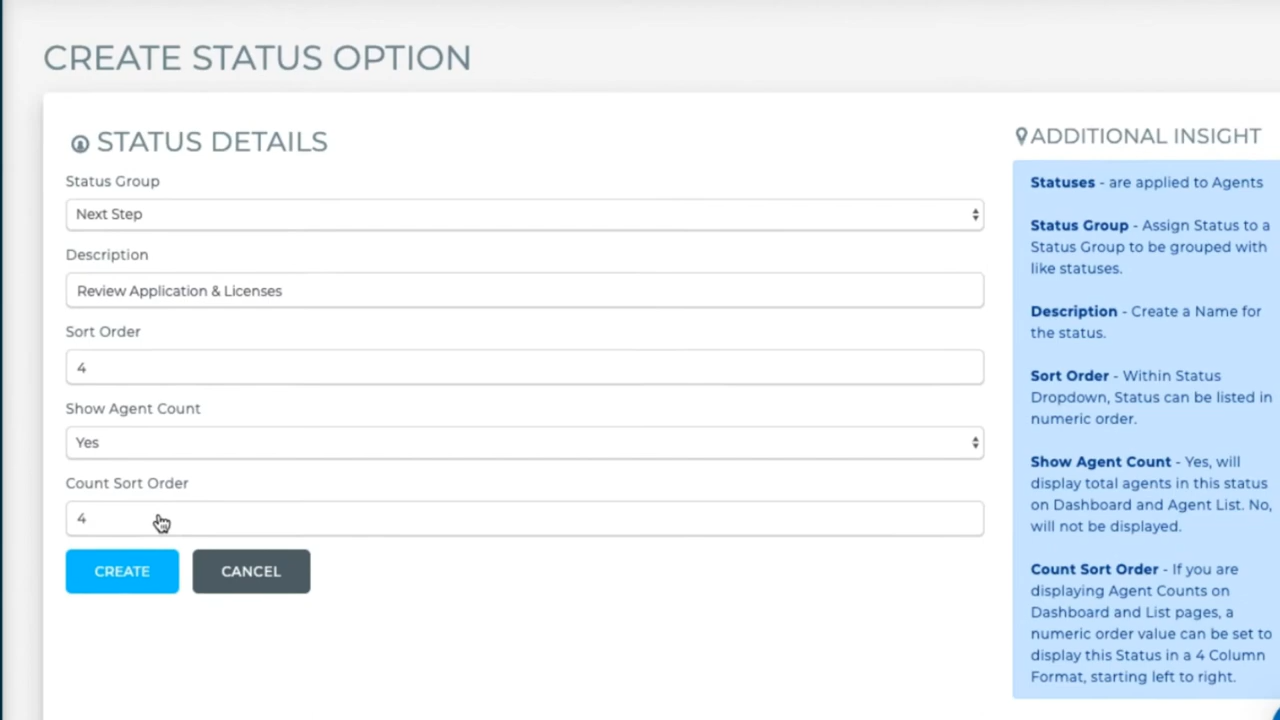 CREATE STATUS OPTION
STATUS DETAILS
Status Group
Next Step
Description
Review Application & Licenses
Sort Order
4
Show Agent Count
Yes
Count Sort Order
4
CREATE
CANCEL
ADDITIONAL INSIGHT
Statuses - are applied to Agents
Status Group - Assign Status to a
Status Group to be grouped with
like statuses.
Description - Create a Name for
the status.
Sort Order - Within Status
Dropdown, Status can be listed in
numeric order.
Show Agent Count - Yes, will
display total agents in this status
on Dashboard and Agent List. No,
will not be displayed.
Count Sort Order - If you are
displaying Agent Counts on
Dashboard and List pages, a
numeric order value can be set to
display this Status in a 4 Column
Format, starting left to right.